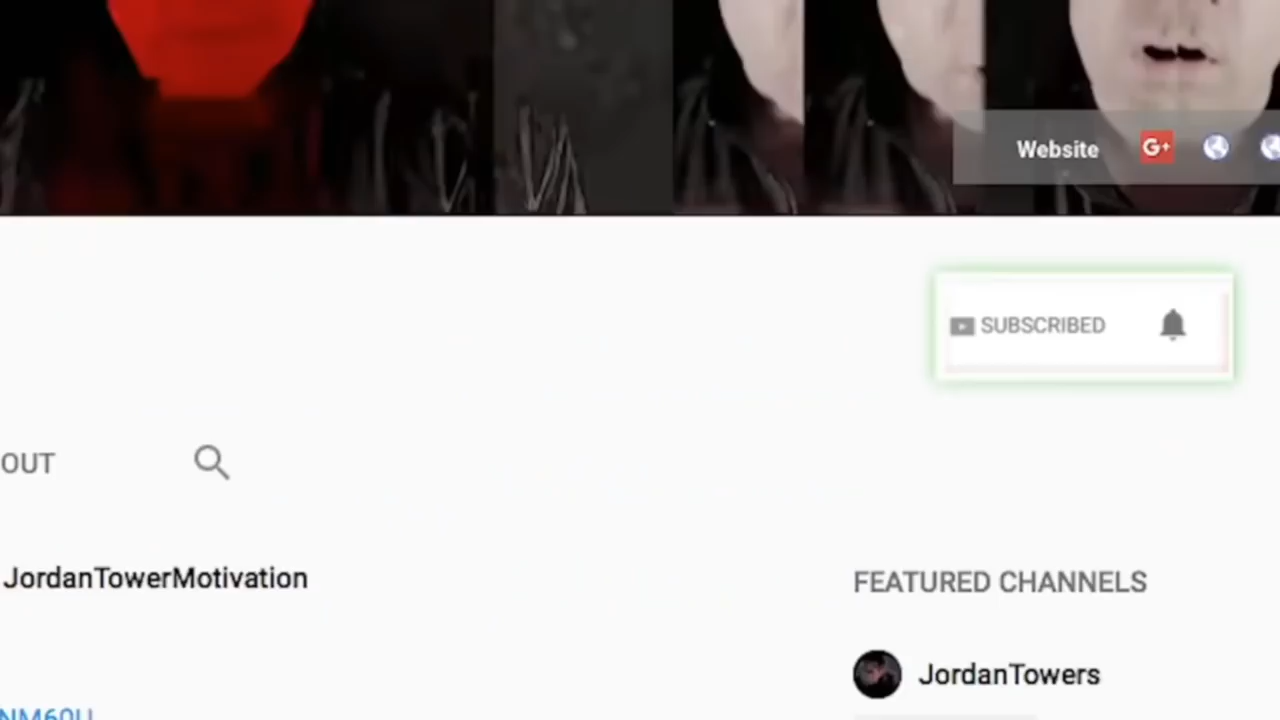 Website G+
SUBSCRIBED
OUT
JordanTowerMotivation
FEATURED CHANNELS
JordanTowers